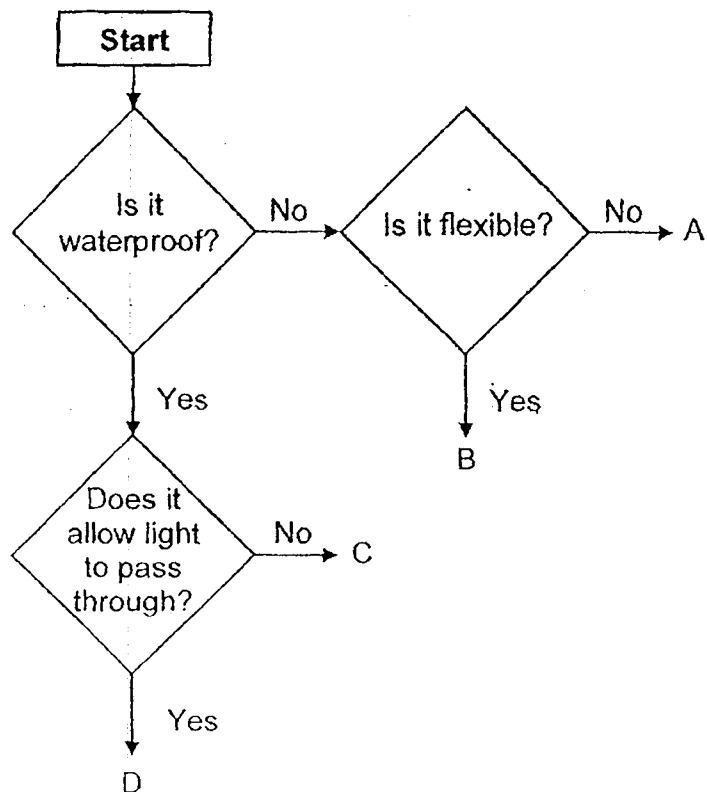 Start
Is it
waterproof?
No
Is it flexible?
No
A
Yes
Yes
B
Does it
allow light
to pass
through?
No
C
Yes
D